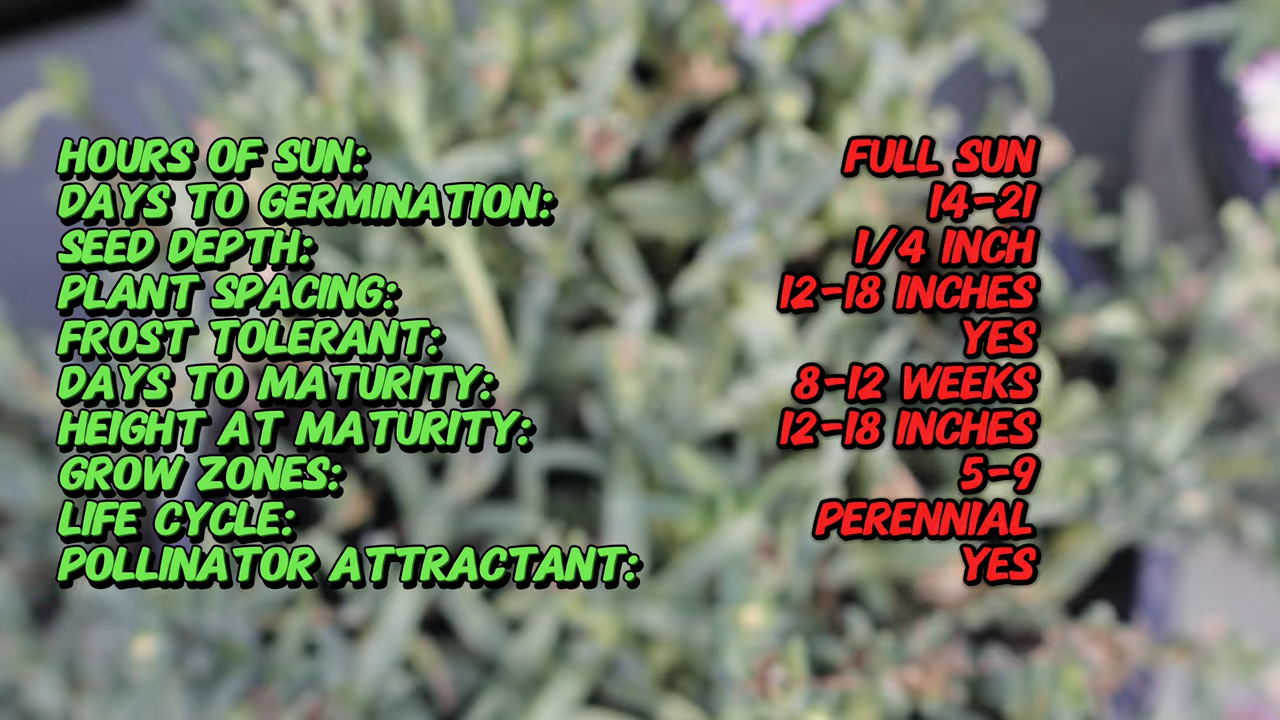 HOURS OF SUN: FULL SUN
DAYS TO GERMINATION: 14-21
SEED DEPTH: 1/4 INCH
PLANT SPACING: 12-18 INCHES
FROST TOLERANT: YES
DAYS TO MATURITY: 8-12 WEEKS
HEIGHT AT MATURITY: 12-18 INCHES
GROW ZONES: 5-9
LIFE CYCLE: PERENNIAL
POLLINATOR ATTRACTANT: YES